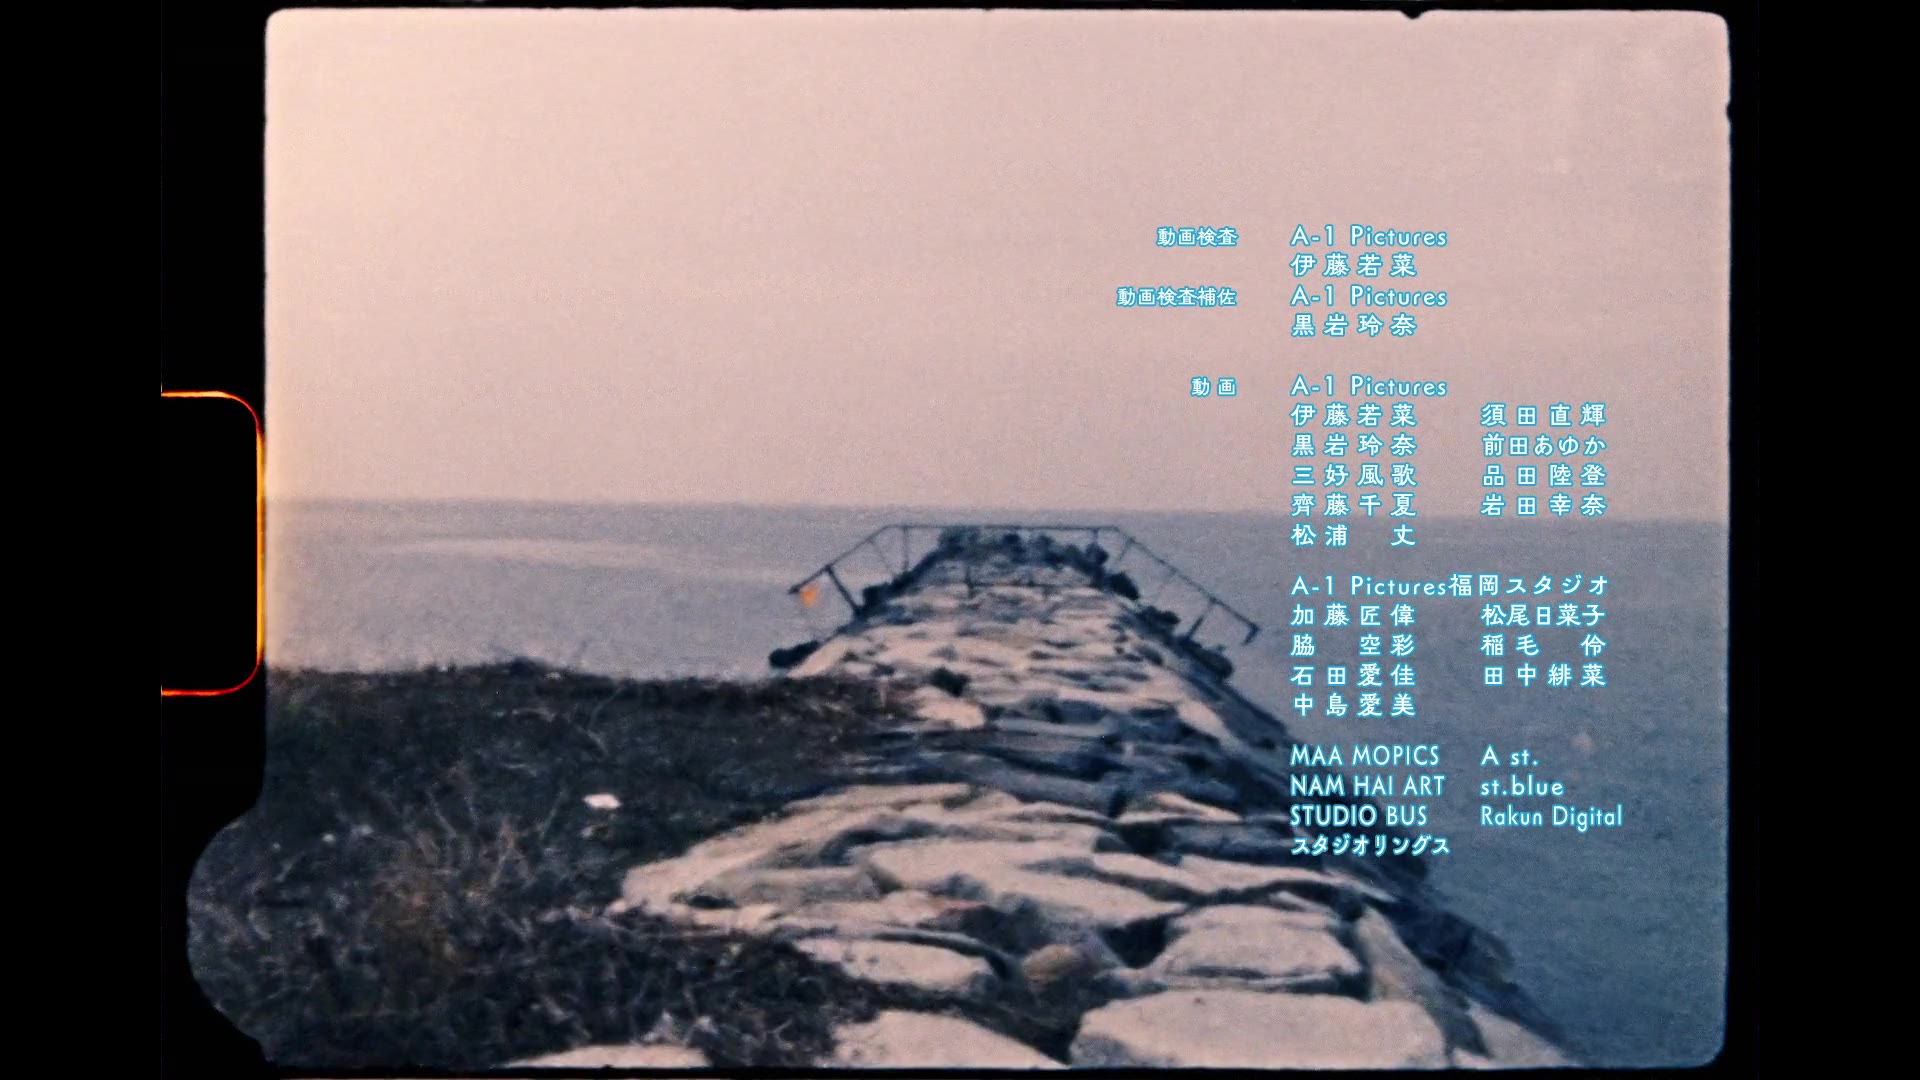 動画検査 A-1 Pictures
伊藤若菜
動画検査補佐 A-1 Pictures
黒岩玲奈
動画 A-1 Pictures
伊藤若菜 須田直輝
黒岩玲奈 前田あゆか
三好風歌 品田陸登
齊藤千夏 岩田幸奈
松浦 丈
A-1 Pictures福岡スタジオ
加藤匠偉 松尾日菜子
脇 空彩 稲毛 伶
石田愛佳 田中緋菜
中島愛美
MAA MOPICS A st.
NAM HAI ART st.blue
STUDIO BUS Rakun Digital
スタジオリングス